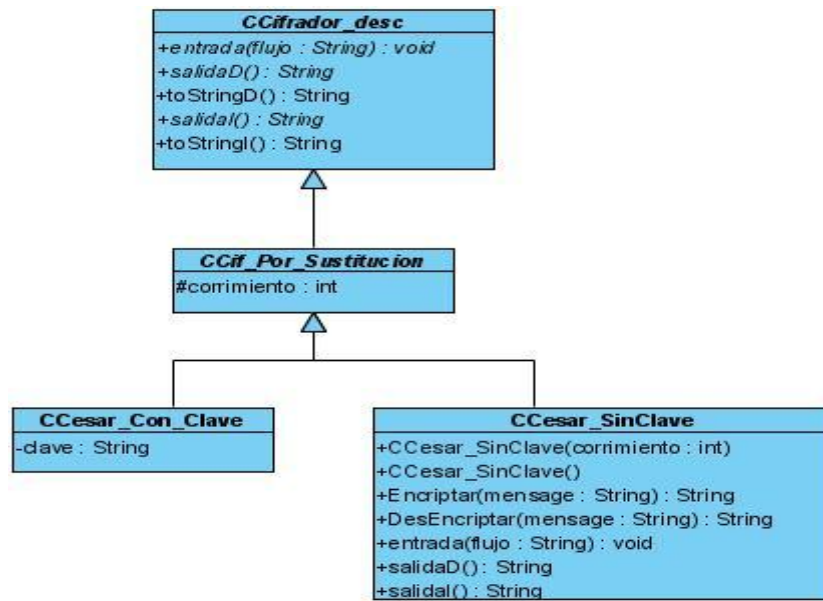 CCifrador_desc
+entrada(flujo : String) : void
+salidaD() : String
+toStringD() : String
+salidaI() : String
+toStringI() : String
CCif_Por_Sustitucion
#corrimiento : int
CCesar_Con_Clave
-clave : String
CCesar_SinClave
+CCesar_SinClave(corrimiento : int)
+CCesar_SinClave()
+Encriptar(mensage : String) : String
+DesEncriptar(mensage : String) : String
+entrada(flujo : String) : void
+salidaD() : String
+salidaI() : String